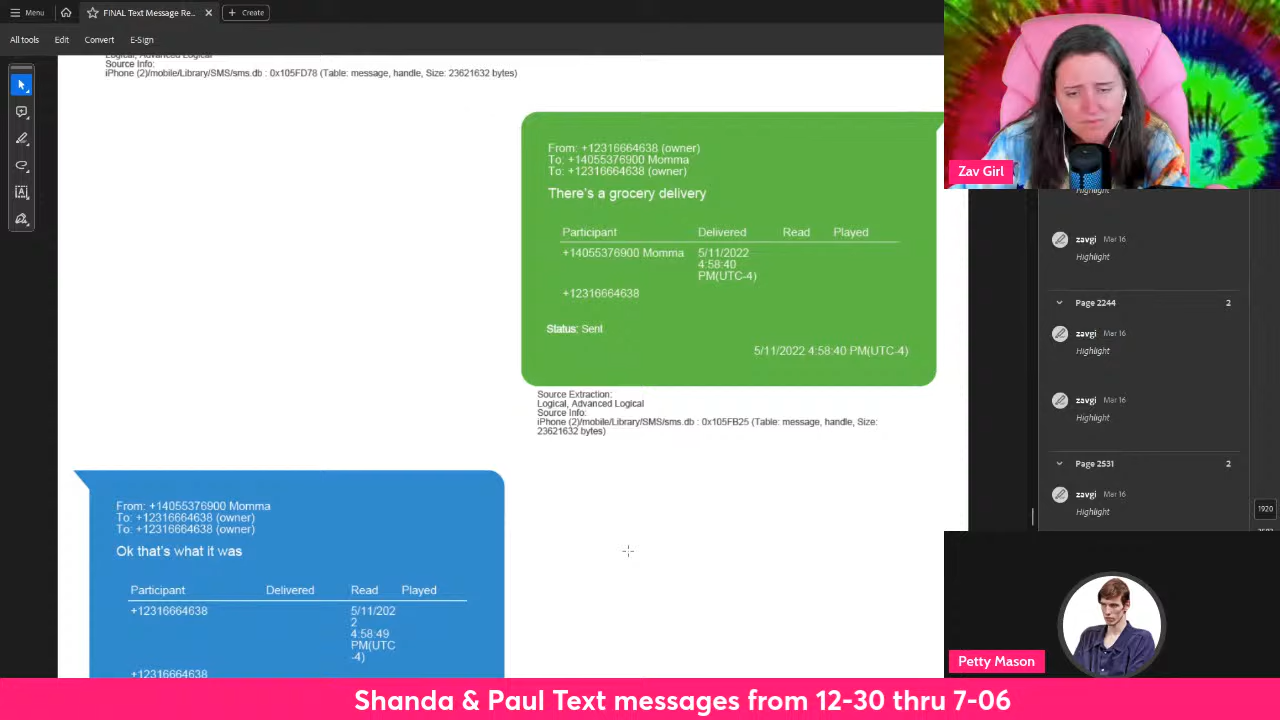 Menu
FINAL Text Message Re...
Create
All tools
Edit
Convert
E-Sign
Logical, Advanced Logical
Source Info:
iPhone (2)/mobile/Library/SMS/sms.db : 0x105FD78 (Table: message, handle, Size: 23621632 bytes)
From: +12316664638 (owner)
To: +14055376900 Momma
To: +12316664638 (owner)
There's a grocery delivery
Participant Delivered Read Played
+14055376900 Momma 5/11/2022
4:58:40
PM(UTC-4)
+12316664638
Status: Sent
5/11/2022 4:58:40 PM(UTC-4)
Source Extraction:
Logical, Advanced Logical
Source Info:
iPhone (2)/mobile/Library/SMS/sms.db : 0x105FB25 (Table: message, handle, Size:
23621632 bytes)
From: +14055376900 Momma
To: +12316664638 (owner)
To: +12316664638 (owner)
Ok that's what it was
Participant Delivered Read Played
+12316664638 5/11/202
2
4:58:49
PM(UTC
-4)
+12316664638
Zav Girl
Highlight
zavgi Mar 16
Highlight
Page 2244 2
zavgi Mar 16
Highlight
zavgi Mar 16
Highlight
Page 2531 2
zavgi Mar 16
Highlight
1920
Petty Mason
Shanda & Paul Text messages from 12-30 thru 7-06